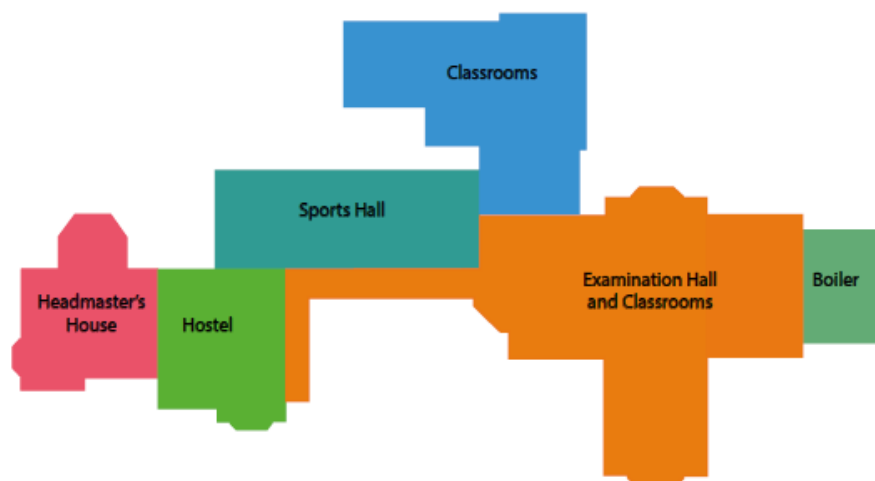 Classrooms
Sports Hall
Headmaster's
House
Hostel
Examination Hall
and Classrooms
Boiler